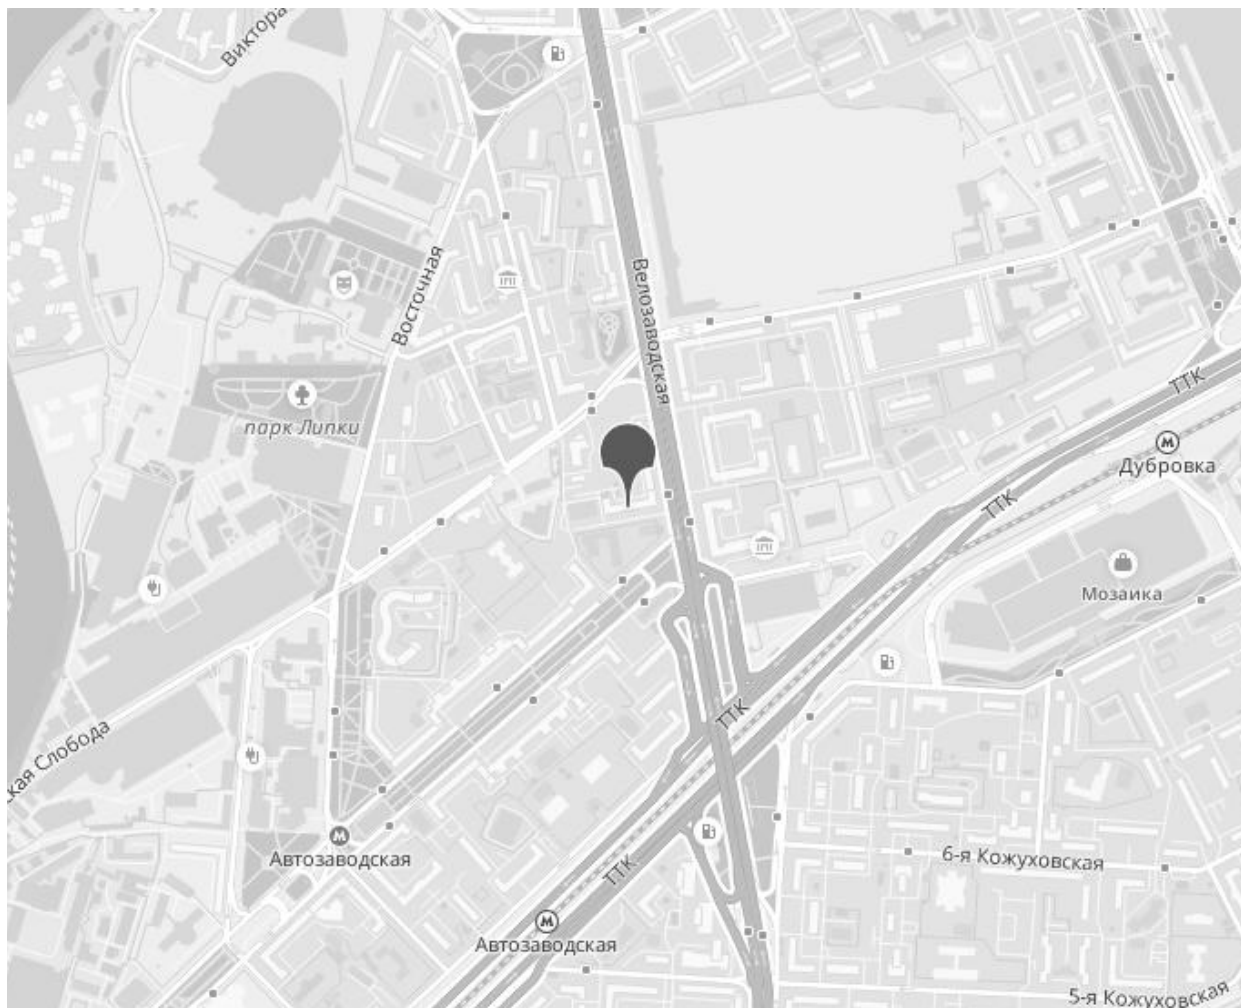 Виктора
Восточная
Велозаводская
парк Липки
ТТК
Дубровка
ТТК
Мозаика
ТТК
кая Слобода
Автозаводская
6-я Кожуховская
ТТК
Автозаводская
5-я Кожуховская